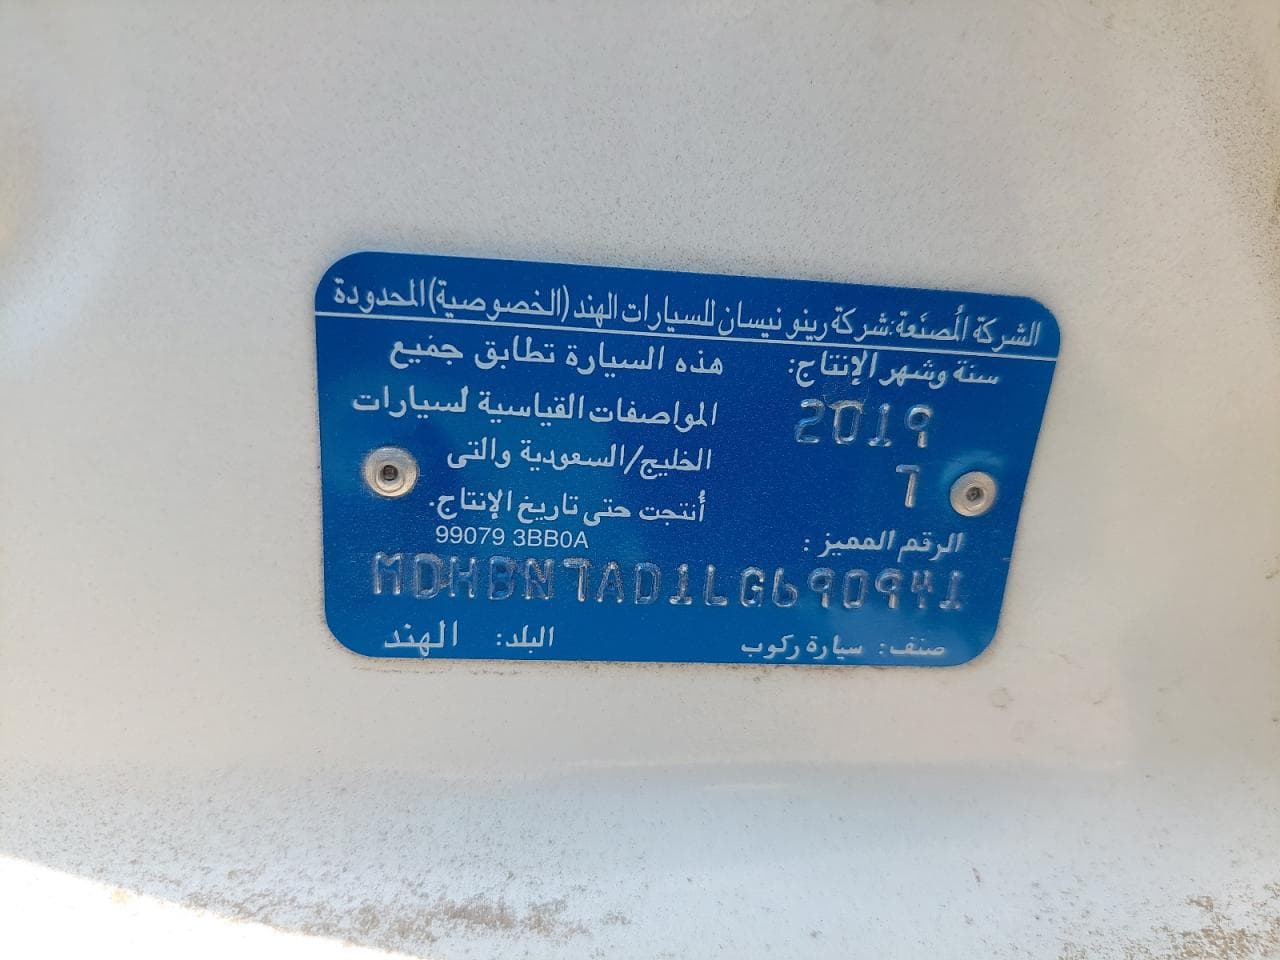 الشركة المُصنَعة: شركة رينو نيسان للسيارات الهند (الخصوصية) المحدودة
سنة وشهر الإنتاج:
2019
7
هذه السيارة تطابق جميع
المواصفات القياسية لسيارات
الخليج/السعودية والتى
أُنتجت حتى تاريخ الإنتاج.
99079 3BB0A
الرقم المميز :
MDHBN7AD1LG690941
صنف: سيارة ركوب
البلد: الهند